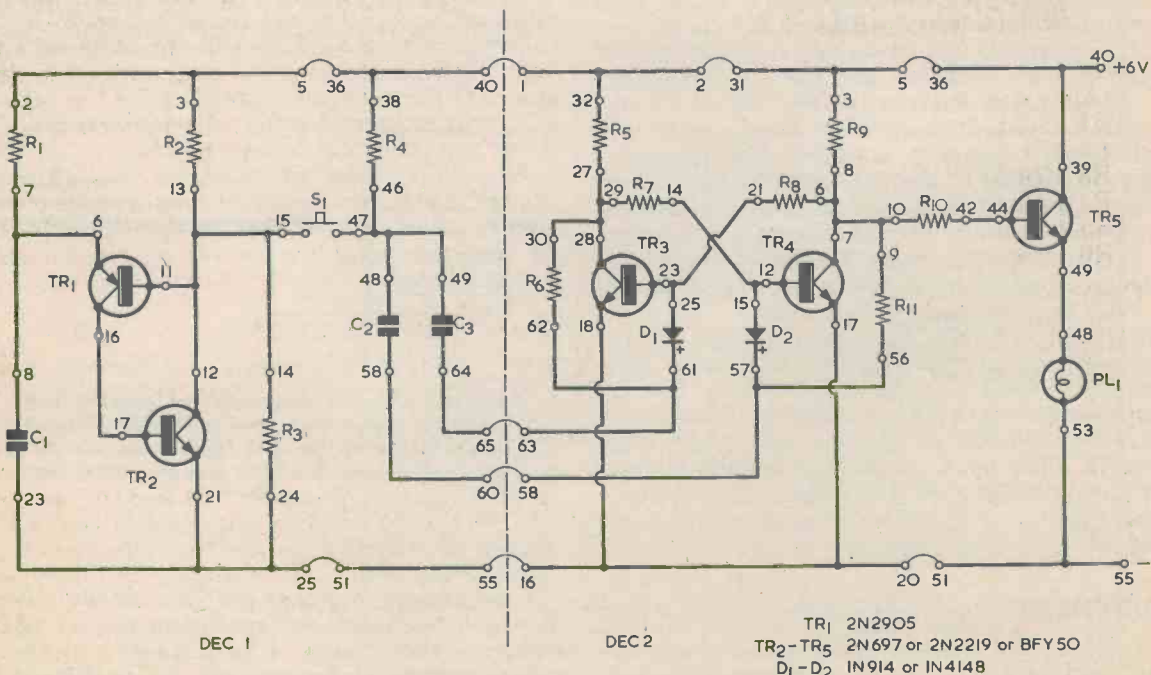 40 +6V
5 36 40 1 2 31 5 36
2 3 38 32 3 39
R1 R2 R4 R5 R9
7 13 46 27 8
S1 29 R7 14 21 R8 6 10 R10 42 44 TR5
6 15 47 30 28 TR3 TR4 7 9 49
TR1 11 48 49 R6 23 12 R11
16 C2 C3 62 18 25 15 17 48
D1 + D2 +
8 12 14 58 64 61 57 56 PL1
17 R3 65 63 53
C1 TR2 60 58
23 21 24
25 51 55 16 20 51 55 −
DEC 1 DEC 2
TR1 2N2905
TR2–TR5 2N697 or 2N2219 or BFY50
D1–D2 1N914 or 1N4148